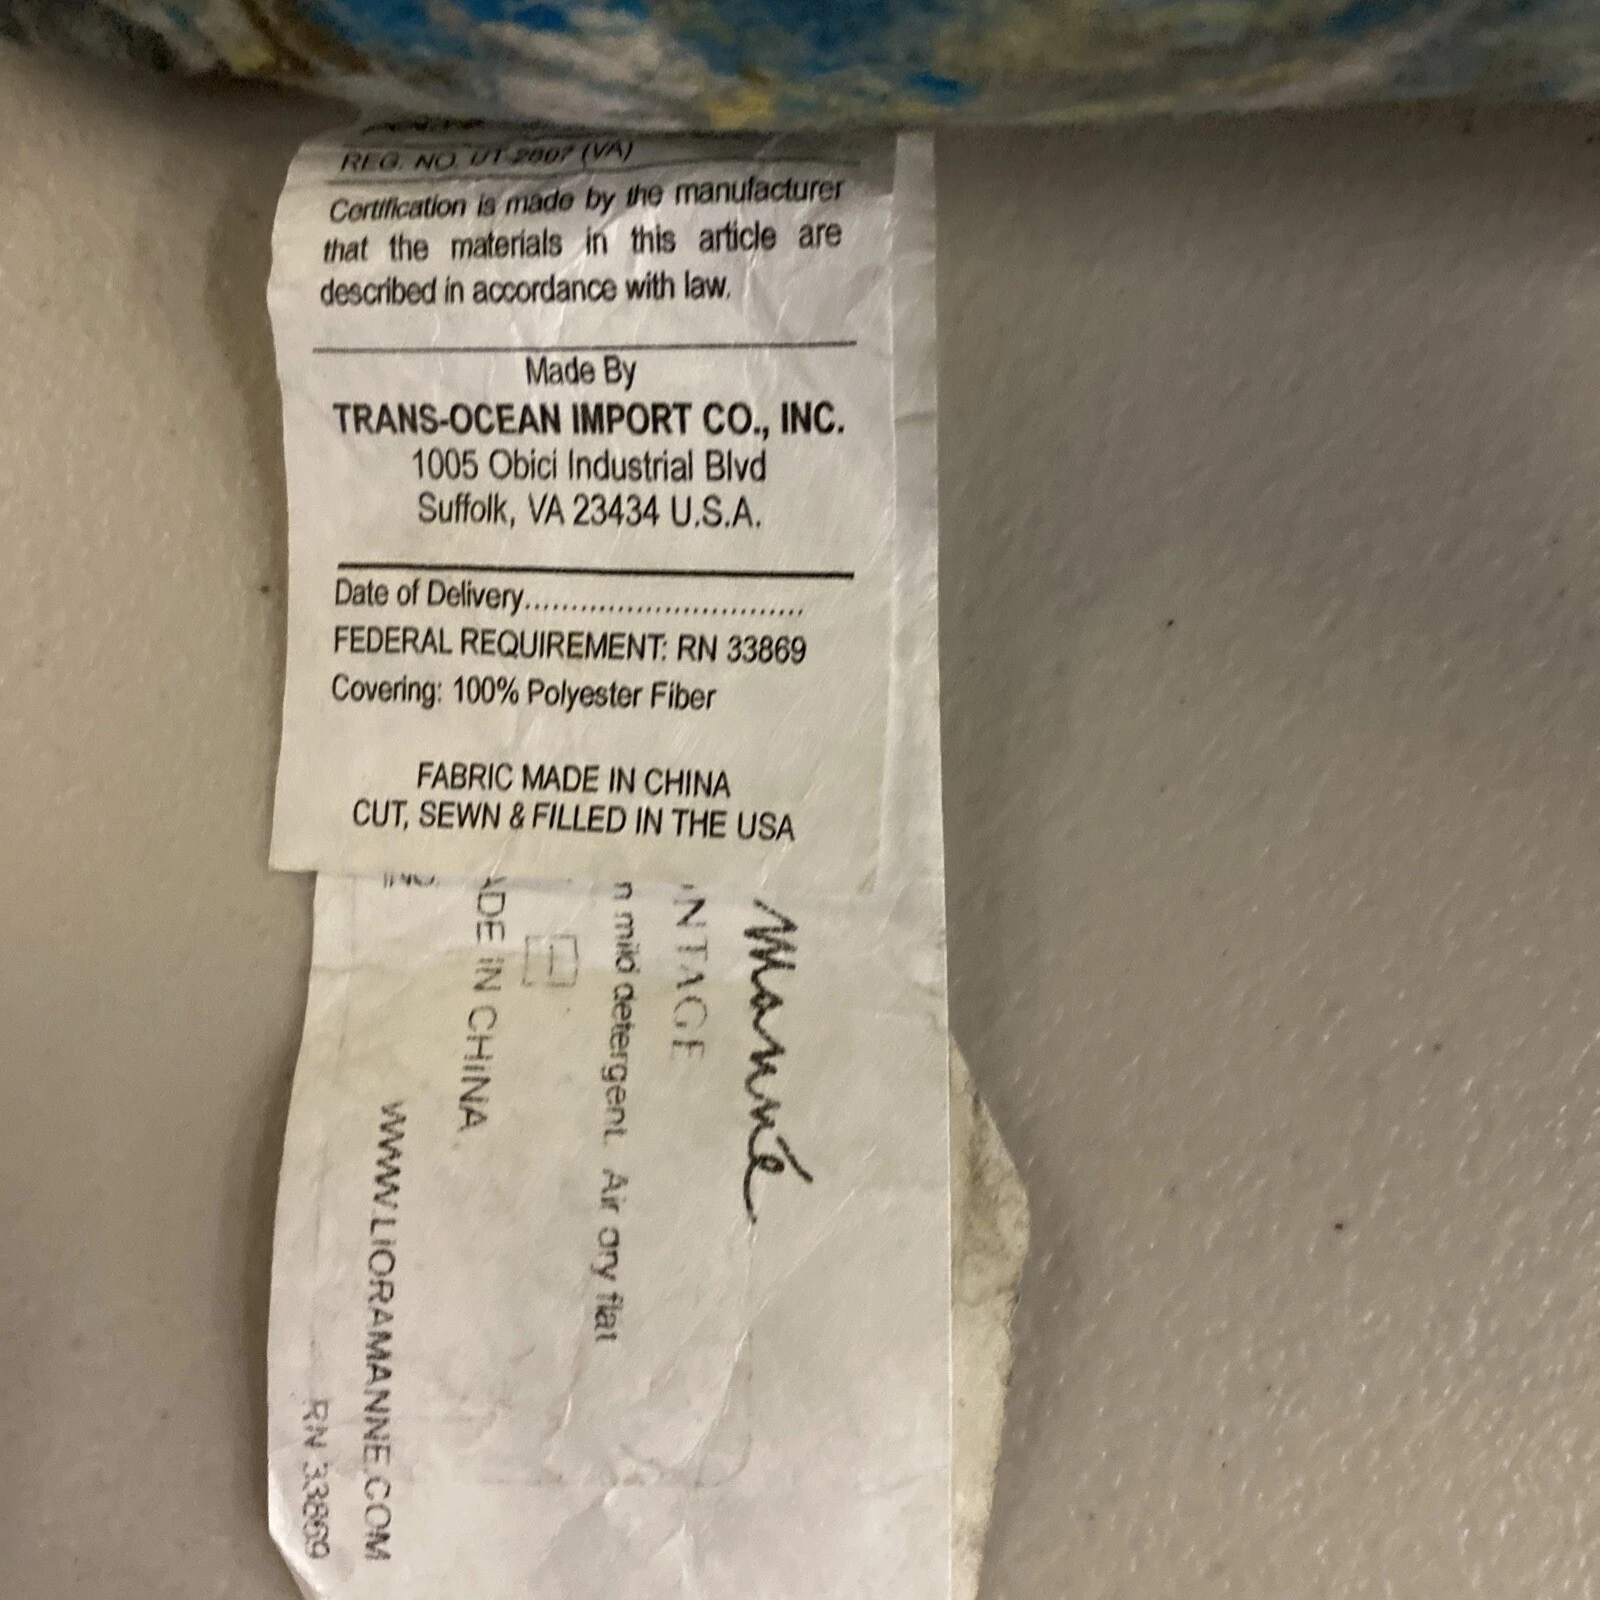 REG. NO. UT 2607 (VA)
Certification is made by the manufacturer
that the materials in this article are
described in accordance with law.
Made By
TRANS-OCEAN IMPORT CO., INC.
1005 Obici Industrial Blvd
Suffolk, VA 23434 U.S.A.
Date of Delivery...............................
FEDERAL REQUIREMENT: RN 33869
Covering: 100% Polyester Fiber
FABRIC MADE IN CHINA
CUT, SEWN & FILLED IN THE USA
Manné
NTAGE
n mild detergent. Air dry flat
ADE IN CHINA
WWW.LIORAMANNE.COM
RN 33869